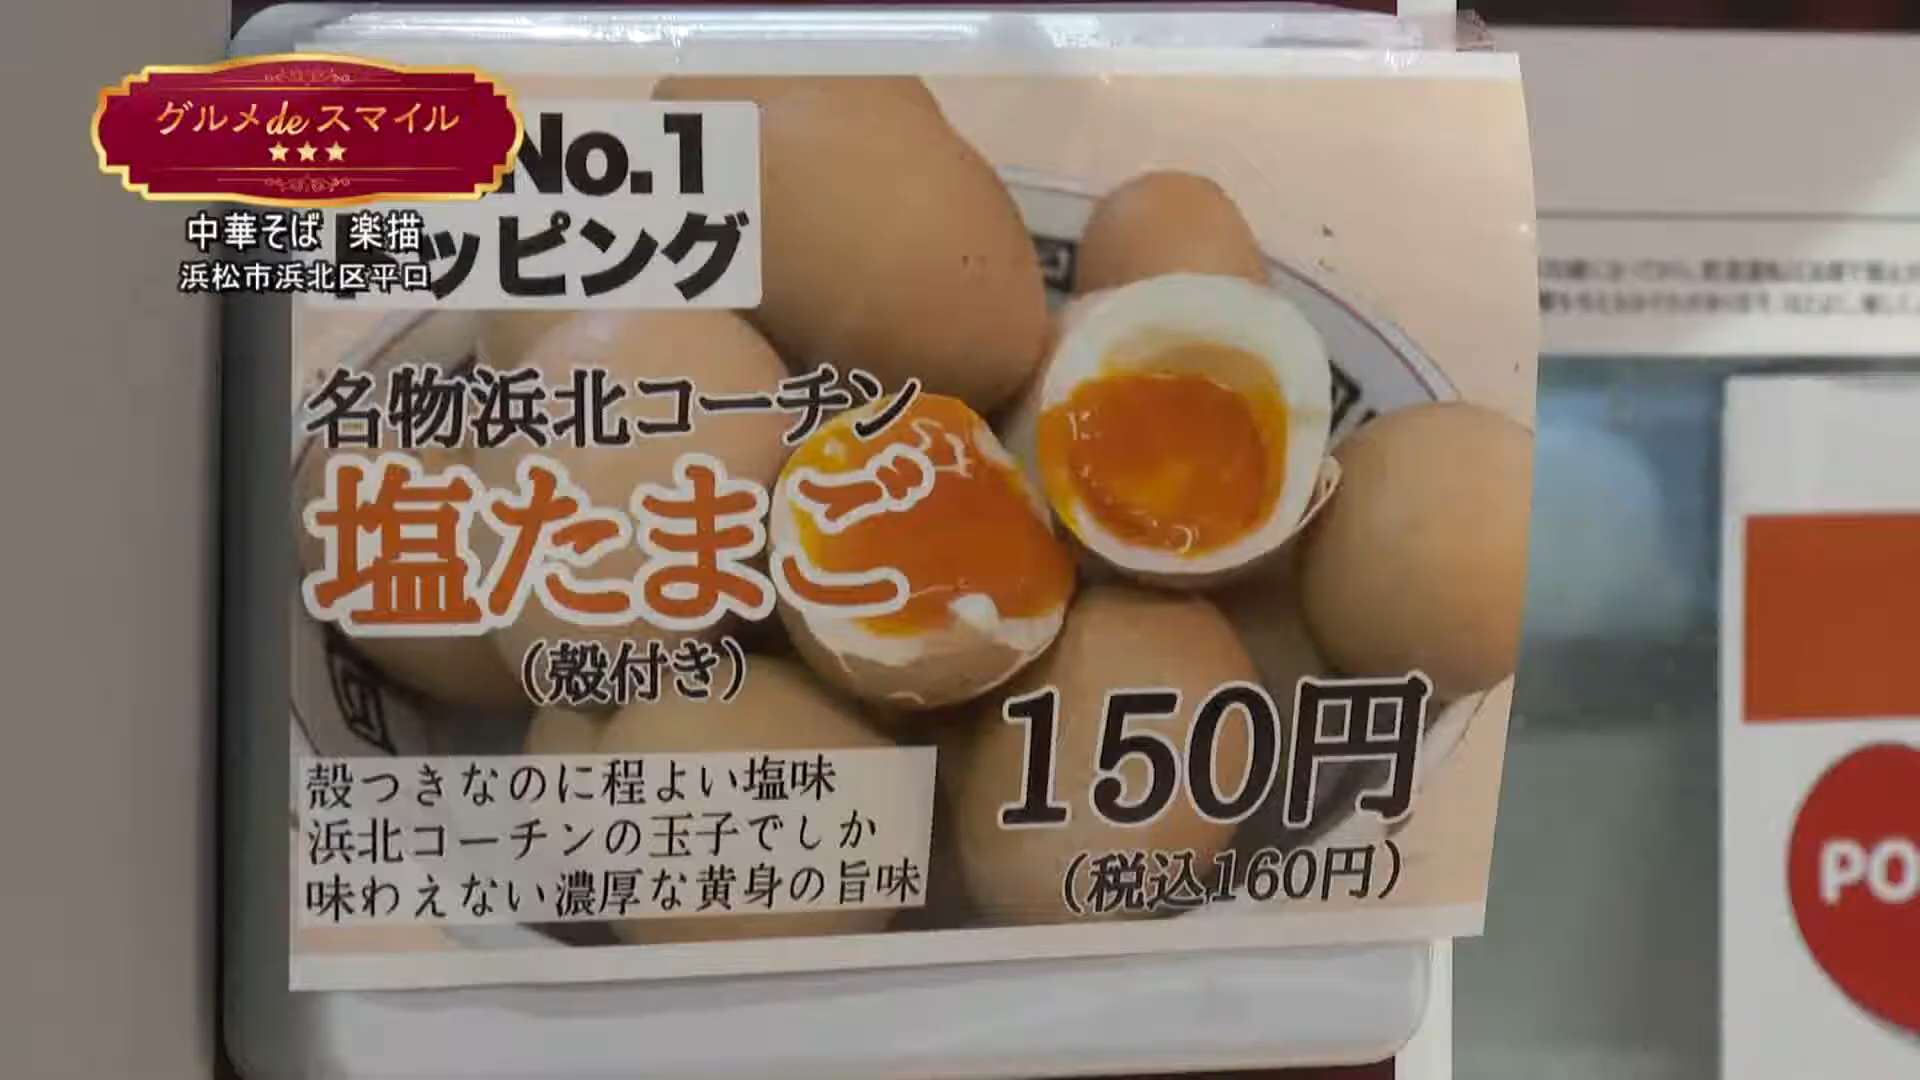 グルメdeスマイル
中華そば 楽描
浜松市浜北区平口
No.1
トッピング
名物浜北コーチン
塩たまご
(殻付き)
150円
(税込160円)
殻つきなのに程よい塩味
浜北コーチンの玉子でしか
味わえない濃厚な黄身の旨味
PO